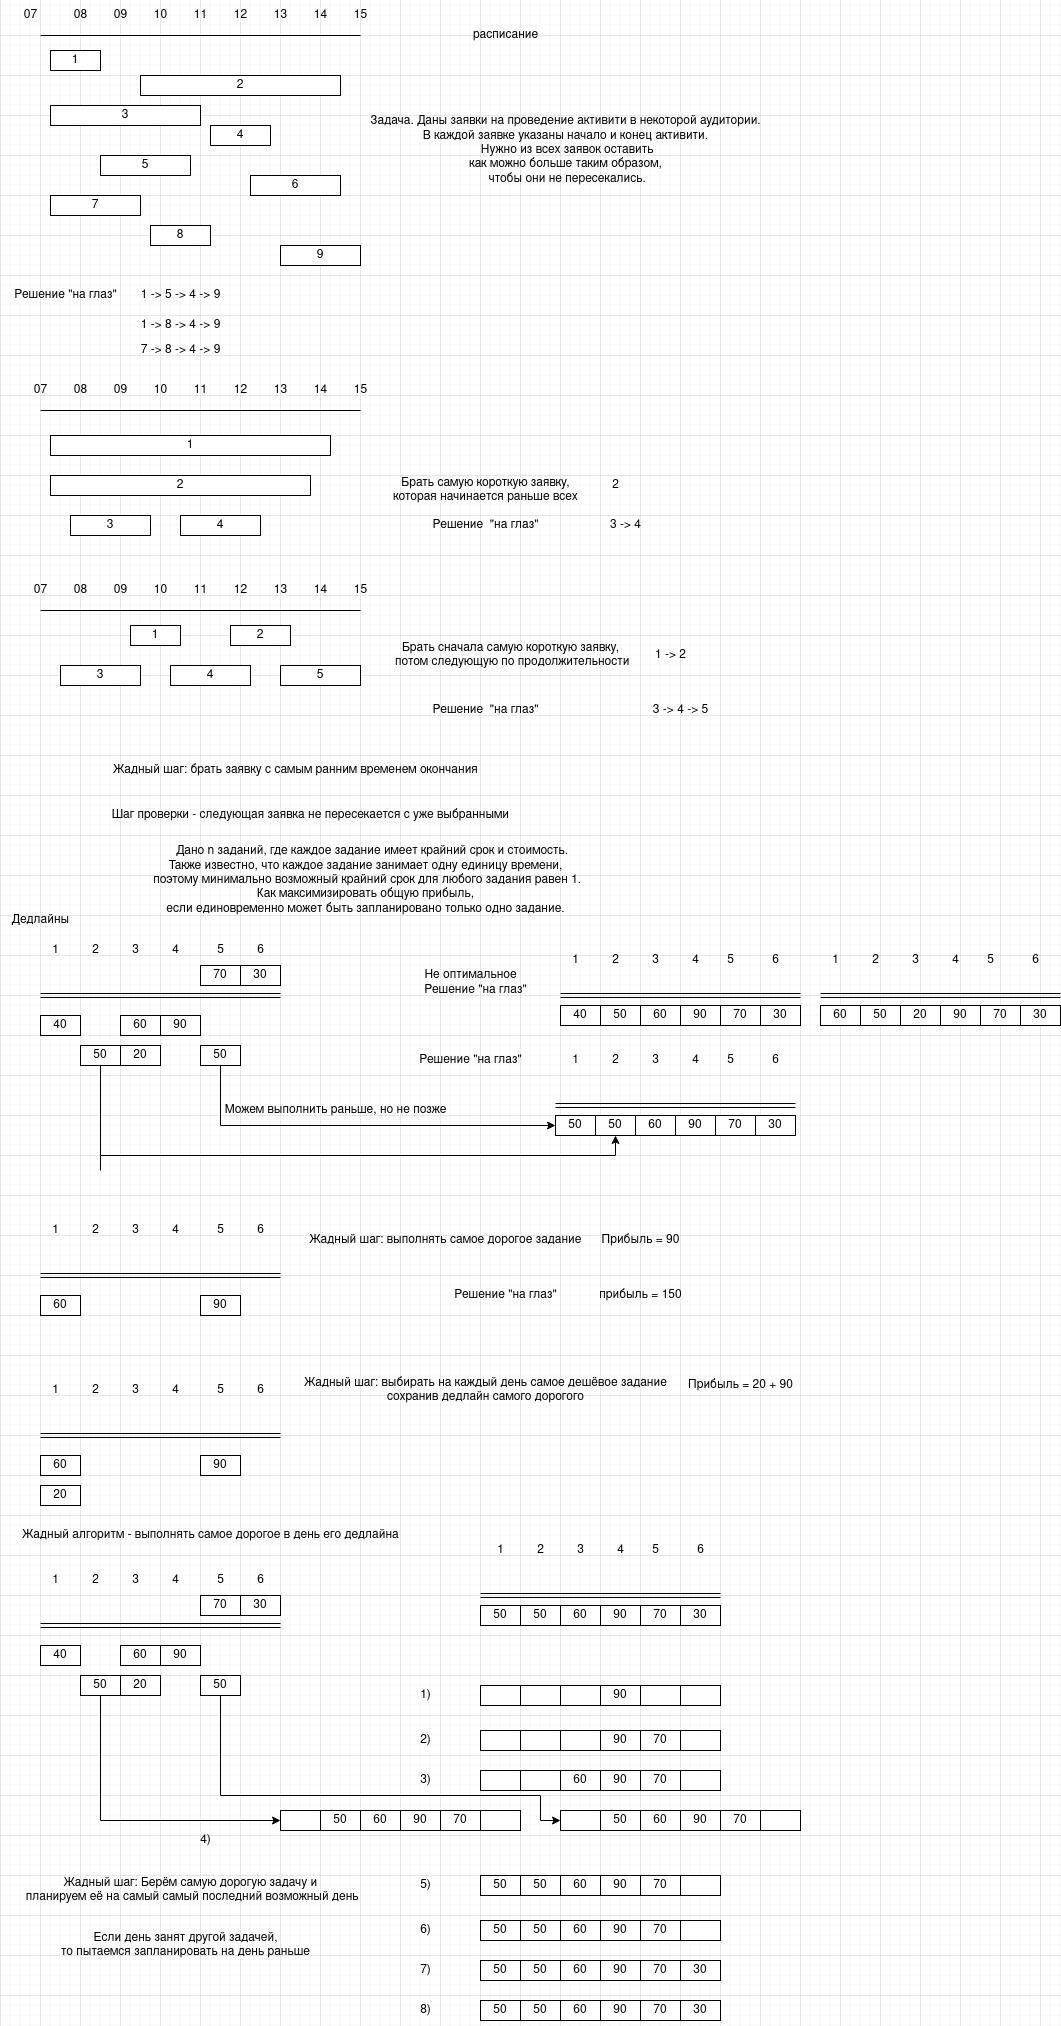 07 08 09 10 11 12 13 14 15
расписание
1
2
3
Задача. Даны заявки на проведение активити в некоторой аудитории.
В каждой заявке указаны начало и конец активити.
Нужно из всех заявок оставить
как можно больше таким образом,
чтобы они не пересекались.
4
5
6
7
8
9
Решение "на глаз" 1 -> 5 -> 4 -> 9
1 -> 8 -> 4 -> 9
7 -> 8 -> 4 -> 9
07 08 09 10 11 12 13 14 15
1
2
Брать самую короткую заявку,
которая начинается раньше всех
2
3 4
Решение "на глаз" 3 -> 4
07 08 09 10 11 12 13 14 15
1 2
Брать сначала самую короткую заявку,
потом следующую по продолжительности
1 -> 2
3 4 5
Решение "на глаз" 3 -> 4 -> 5
Жадный шаг: брать заявку с самым ранним временем окончания
Шаг проверки - следующая заявка не пересекается с уже выбранными
Дано n заданий, где каждое задание имеет крайний срок и стоимость.
Также известно, что каждое задание занимает одну единицу времени,
поэтому минимально возможный крайний срок для любого задания равен 1.
Как максимизировать общую прибыль,
если единовременно может быть запланировано только одно задание.
Дедлайны
1 2 3 4 5 6
70 30
40 60 90
50 20 50
Не оптимальное
Решение "на глаз"
1 2 3 4 5 6
40 50 60 90 70 30
1 2 3 4 5 6
60 50 20 90 70 30
Решение "на глаз" 1 2 3 4 5 6
Можем выполнить раньше, но не позже
50 50 60 90 70 30
1 2 3 4 5 6
Жадный шаг: выполнять самое дорогое задание Прибыль = 90
60 90
Решение "на глаз" прибыль = 150
1 2 3 4 5 6
Жадный шаг: выбирать на каждый день самое дешёвое задание
сохранив дедлайн самого дорогого
Прибыль = 20 + 90
60 90
20
Жадный алгоритм - выполнять самое дорогое в день его дедлайна
1 2 3 4 5 6
1 2 3 4 5 6
70 30
50 50 60 90 70 30
40 60 90
50 20 50
1) 90
2) 90 70
3) 60 90 70
50 60 90 70
50 60 90 70
4)
Жадный шаг: Берём самую дорогую задачу и
планируем её на самый самый последний возможный день
5) 50 50 60 90 70
Если день занят другой задачей,
то пытаемся запланировать на день раньше
6) 50 50 60 90 70
7) 50 50 60 90 70 30
8) 50 50 60 90 70 30